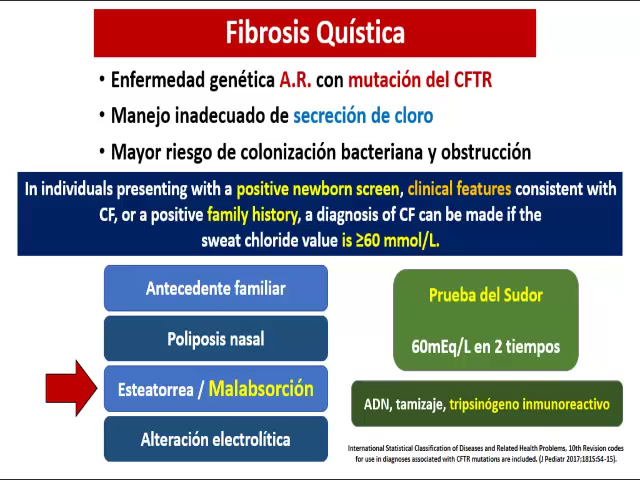 Fibrosis Quística
• Enfermedad genética A.R. con mutación del CFTR
• Manejo inadecuado de secreción de cloro
• Mayor riesgo de colonización bacteriana y obstrucción
In individuals presenting with a positive newborn screen, clinical features consistent with
CF, or a positive family history, a diagnosis of CF can be made if the
sweat chloride value is ≥60 mmol/L.
Antecedente familiar
Poliposis nasal
Esteatorrea / Malabsorción
Alteración electrolítica
Prueba del Sudor
60mEq/L en 2 tiempos
ADN, tamizaje, tripsinógeno inmunoreactivo
International Statistical Classification of Diseases and Related Health Problems, 10th Revision codes
for use in diagnoses associated with CFTR mutations are included. (J Pediatr 2017;181S:S4-15).